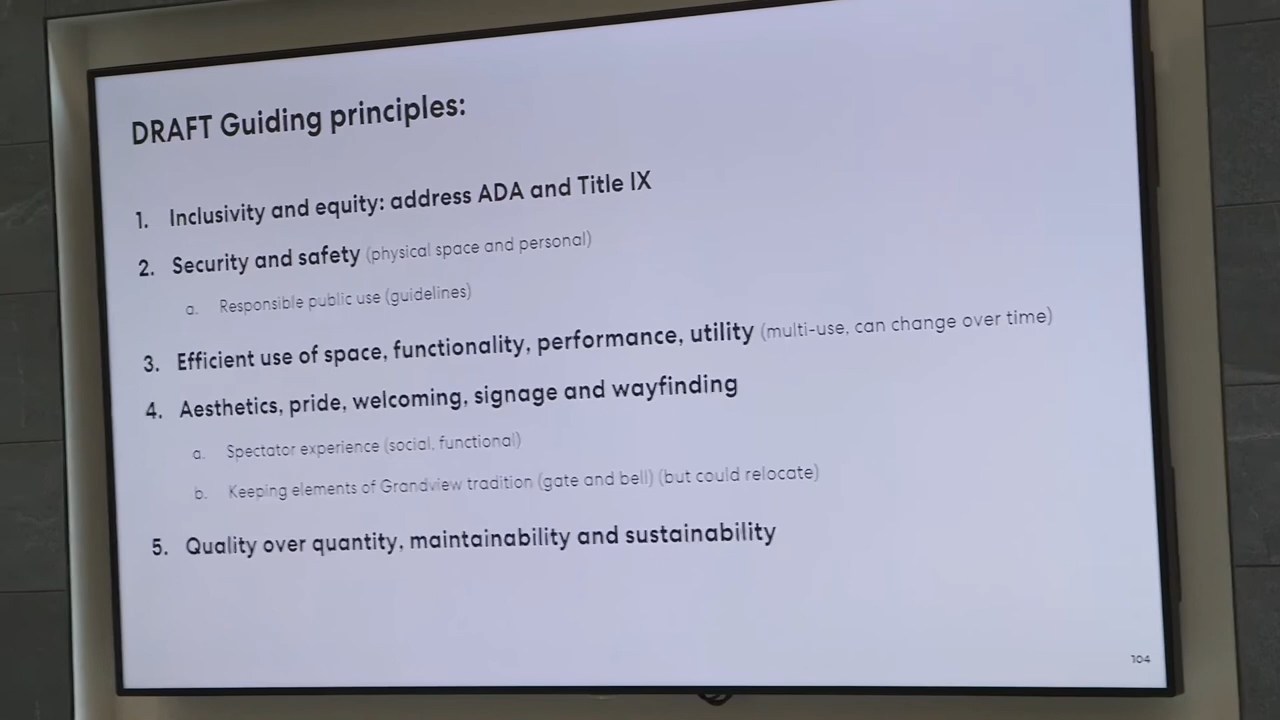 DRAFT Guiding principles:
1. Inclusivity and equity: address ADA and Title IX
2. Security and safety (physical space and personal)
a. Responsible public use (guidelines)
3. Efficient use of space, functionality, performance, utility (multi-use, can change over time)
4. Aesthetics, pride, welcoming, signage and wayfinding
a. Spectator experience (social, functional)
b. Keeping elements of Grandview tradition (gate and bell) (but could relocate)
5. Quality over quantity, maintainability and sustainability
104